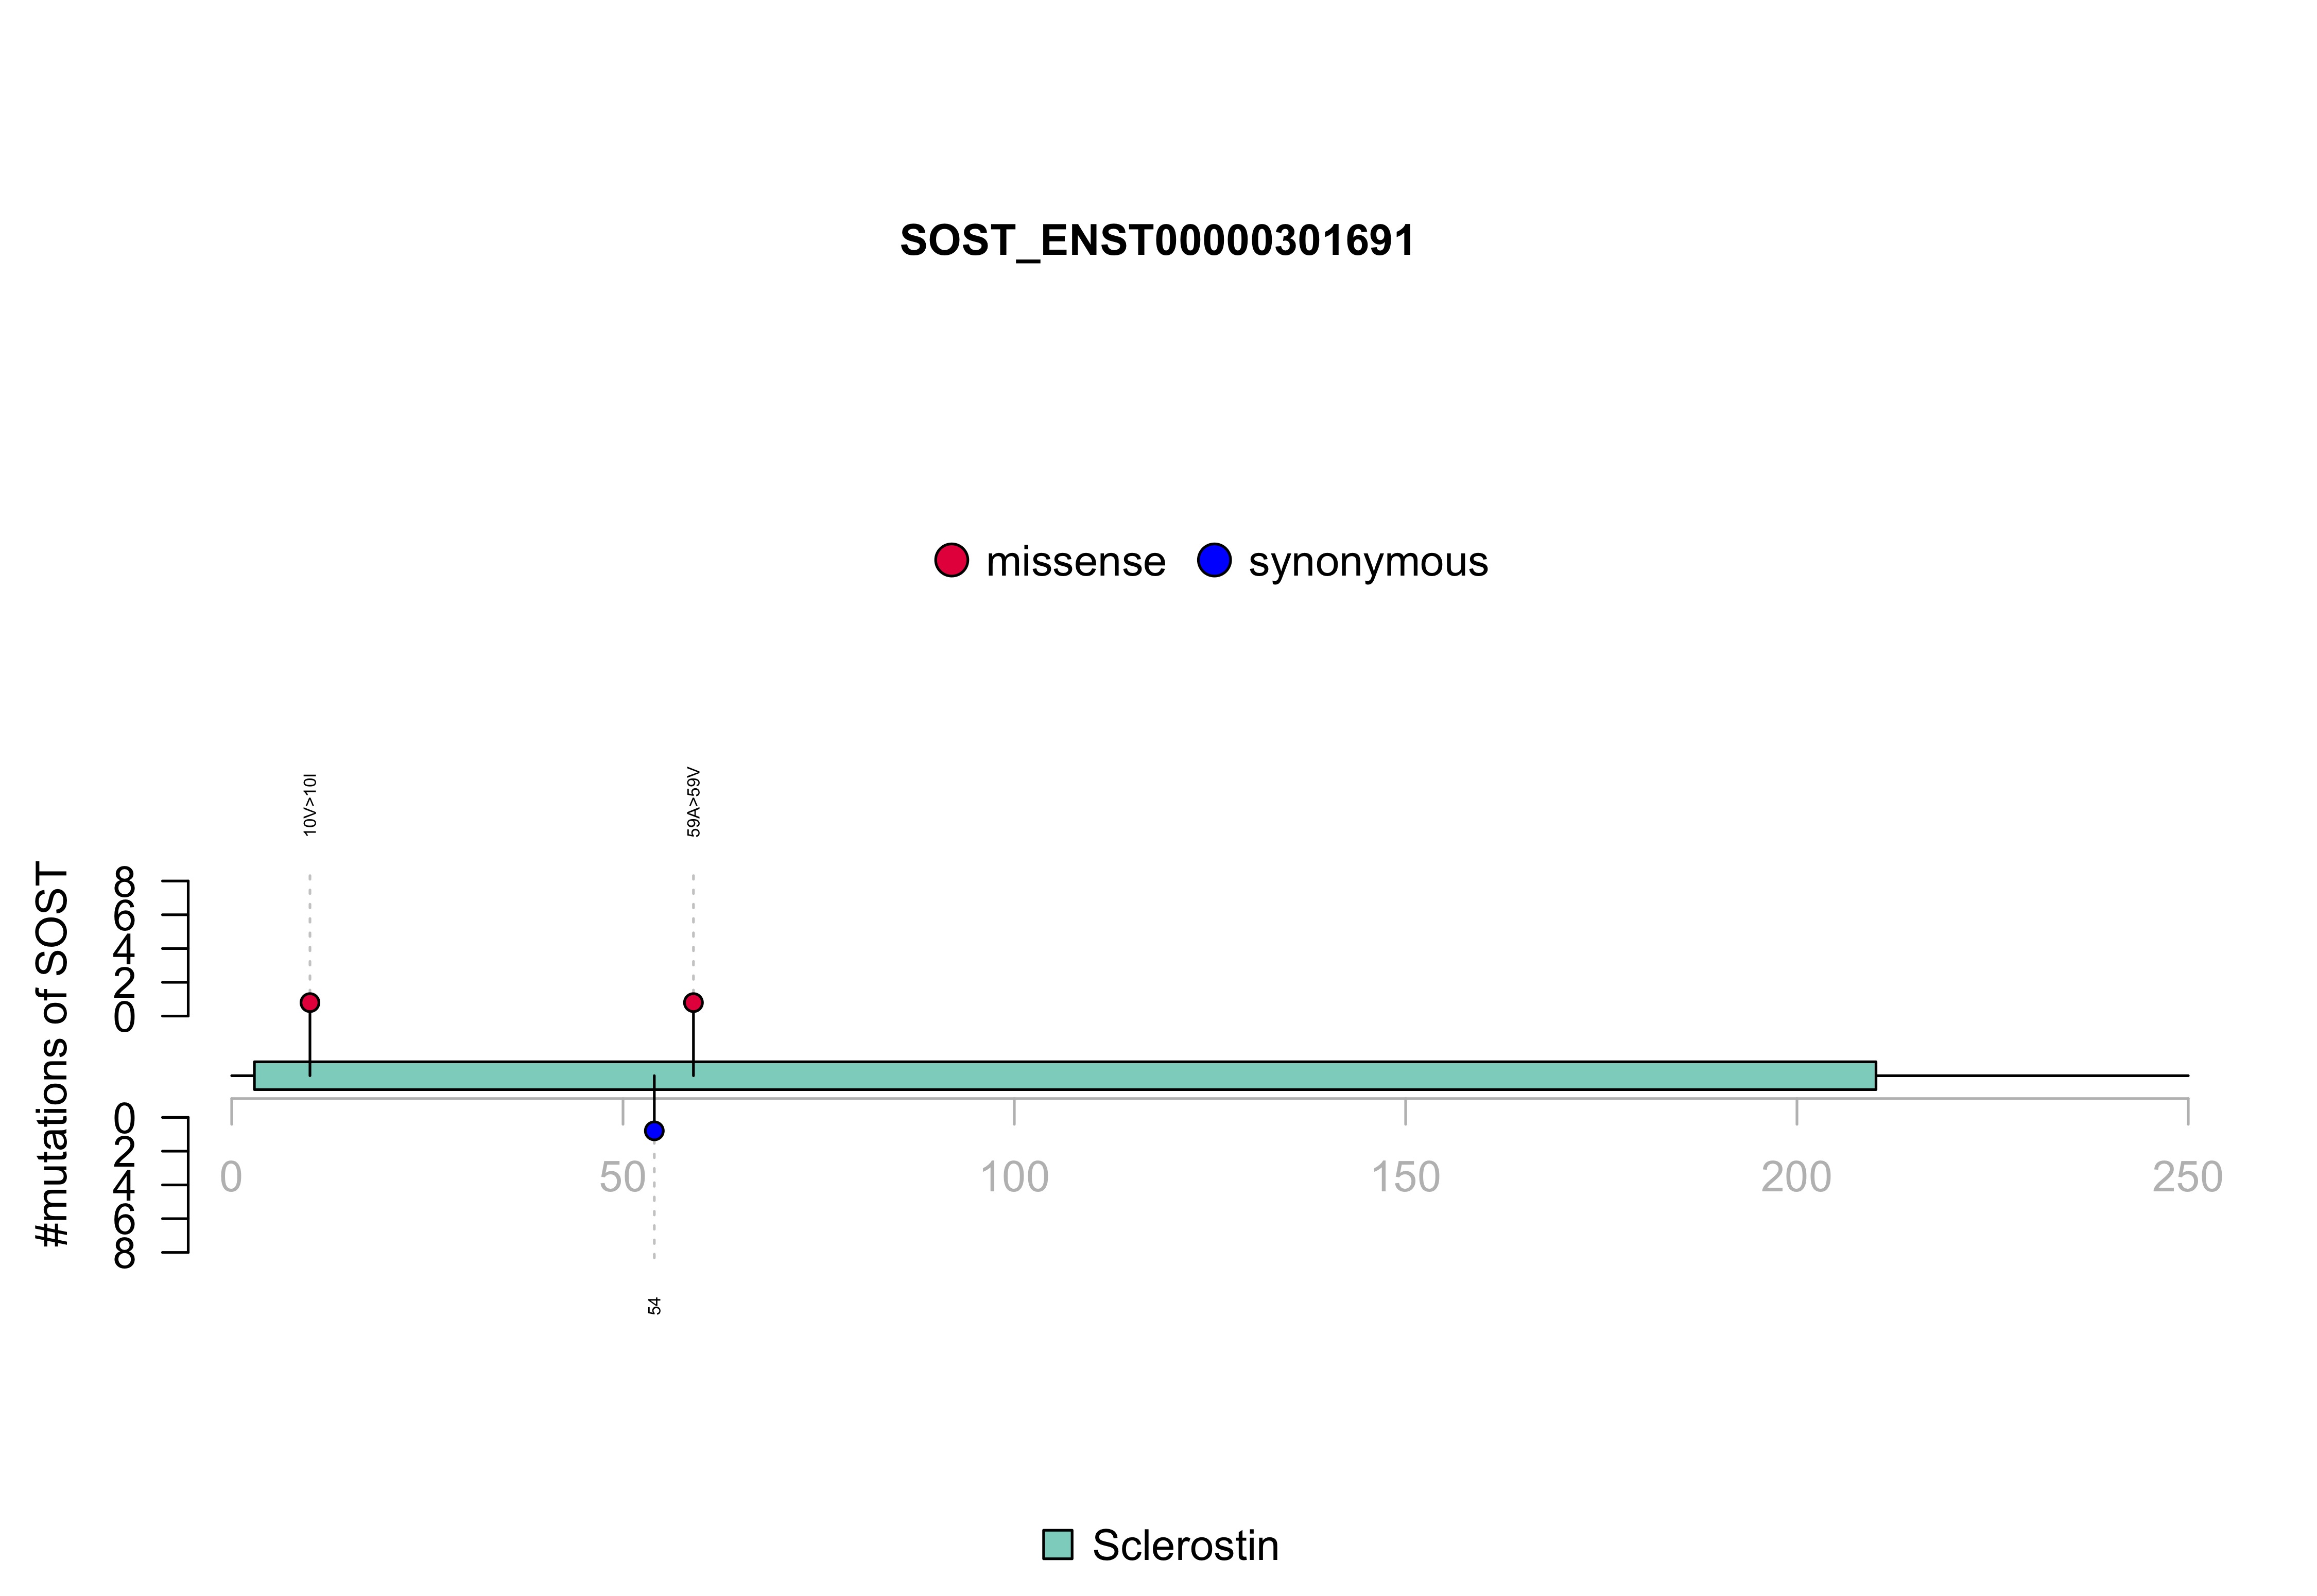 SOST_ENST00000301691
missense synonymous
10V>10I 59A>59V
#mutations of SOST
8
6
4
2
0
0
2
4
6
8
0 50 100 150 200 250
54
Sclerostin